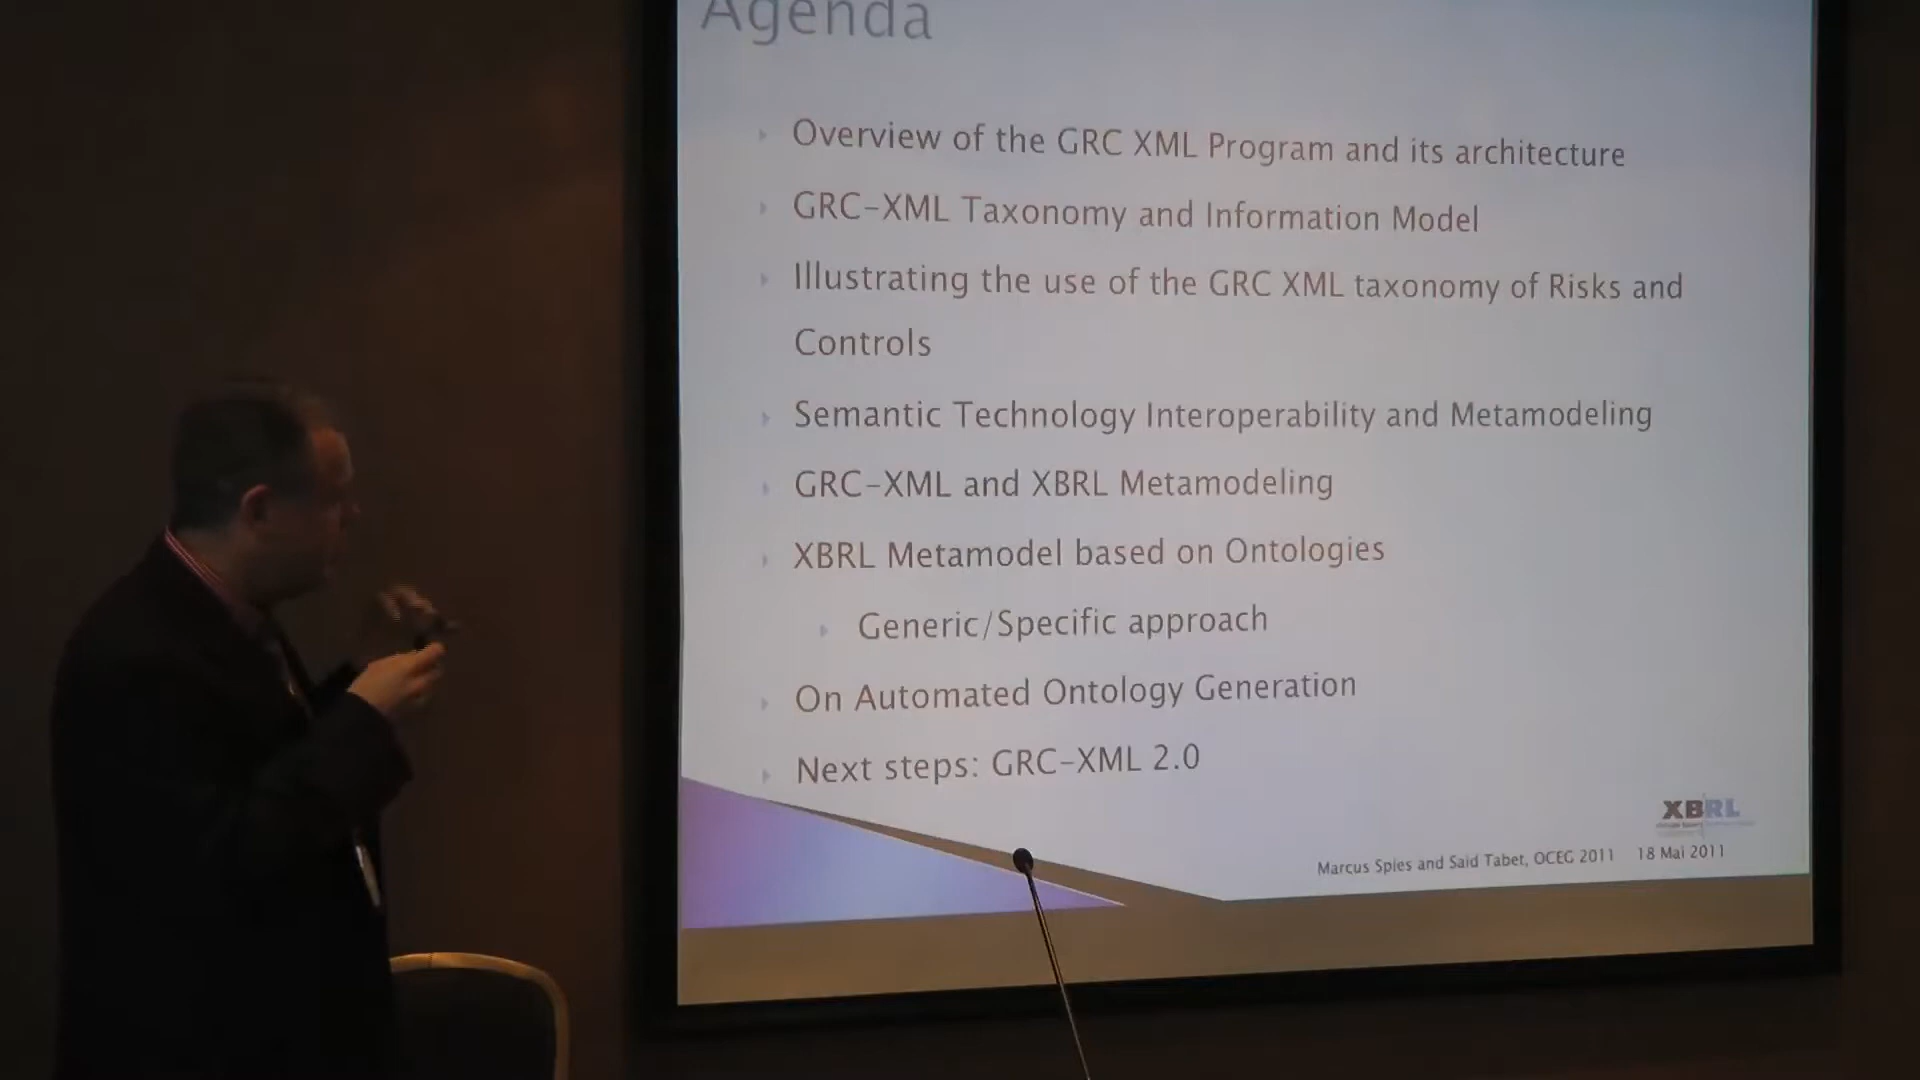 Agenda
Overview of the GRC XML Program and its architecture
GRC-XML Taxonomy and Information Model
Illustrating the use of the GRC XML taxonomy of Risks and
Controls
Semantic Technology Interoperability and Metamodeling
GRC-XML and XBRL Metamodeling
XBRL Metamodel based on Ontologies
Generic/Specific approach
On Automated Ontology Generation
Next steps: GRC-XML 2.0
XBRL
Marcus Spies and Said Tabet, OCEG 2011 18 Mai 2011